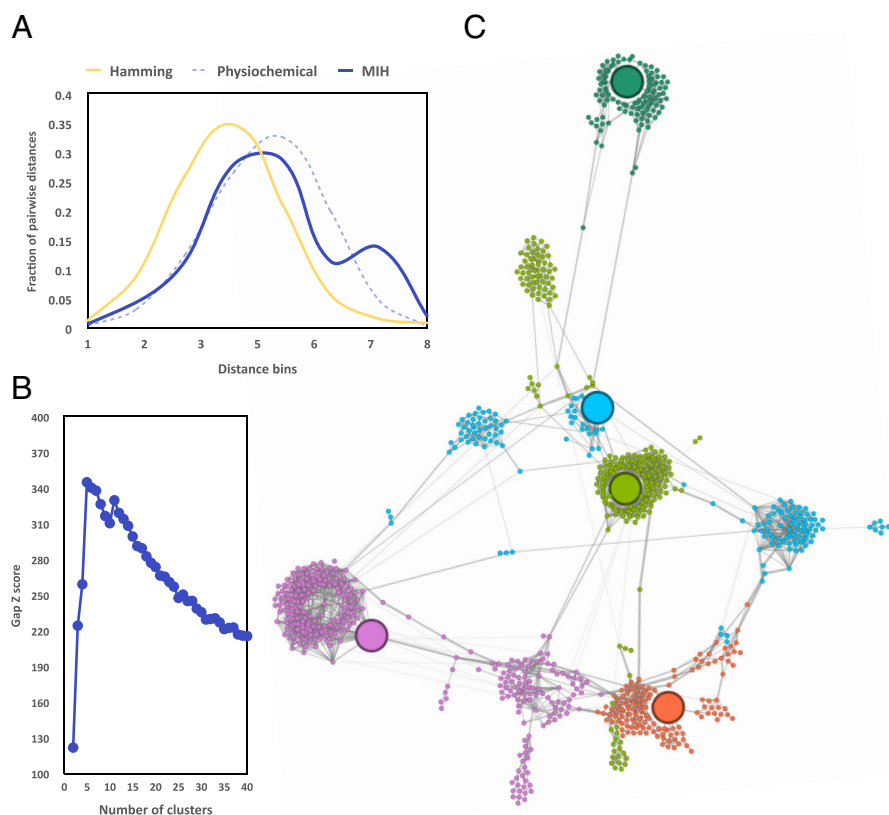 A
C
Hamming Physiochemical MIH
0.4
0.35
0.3
0.25
0.2
0.15
0.1
0.05
0
Fraction of pairwise distances
1 2 3 4 5 6 7 8
Distance bins
B
400
370
340
310
280
250
220
190
160
130
100
Gap Z score
0 5 10 15 20 25 30 35 40
Number of clusters